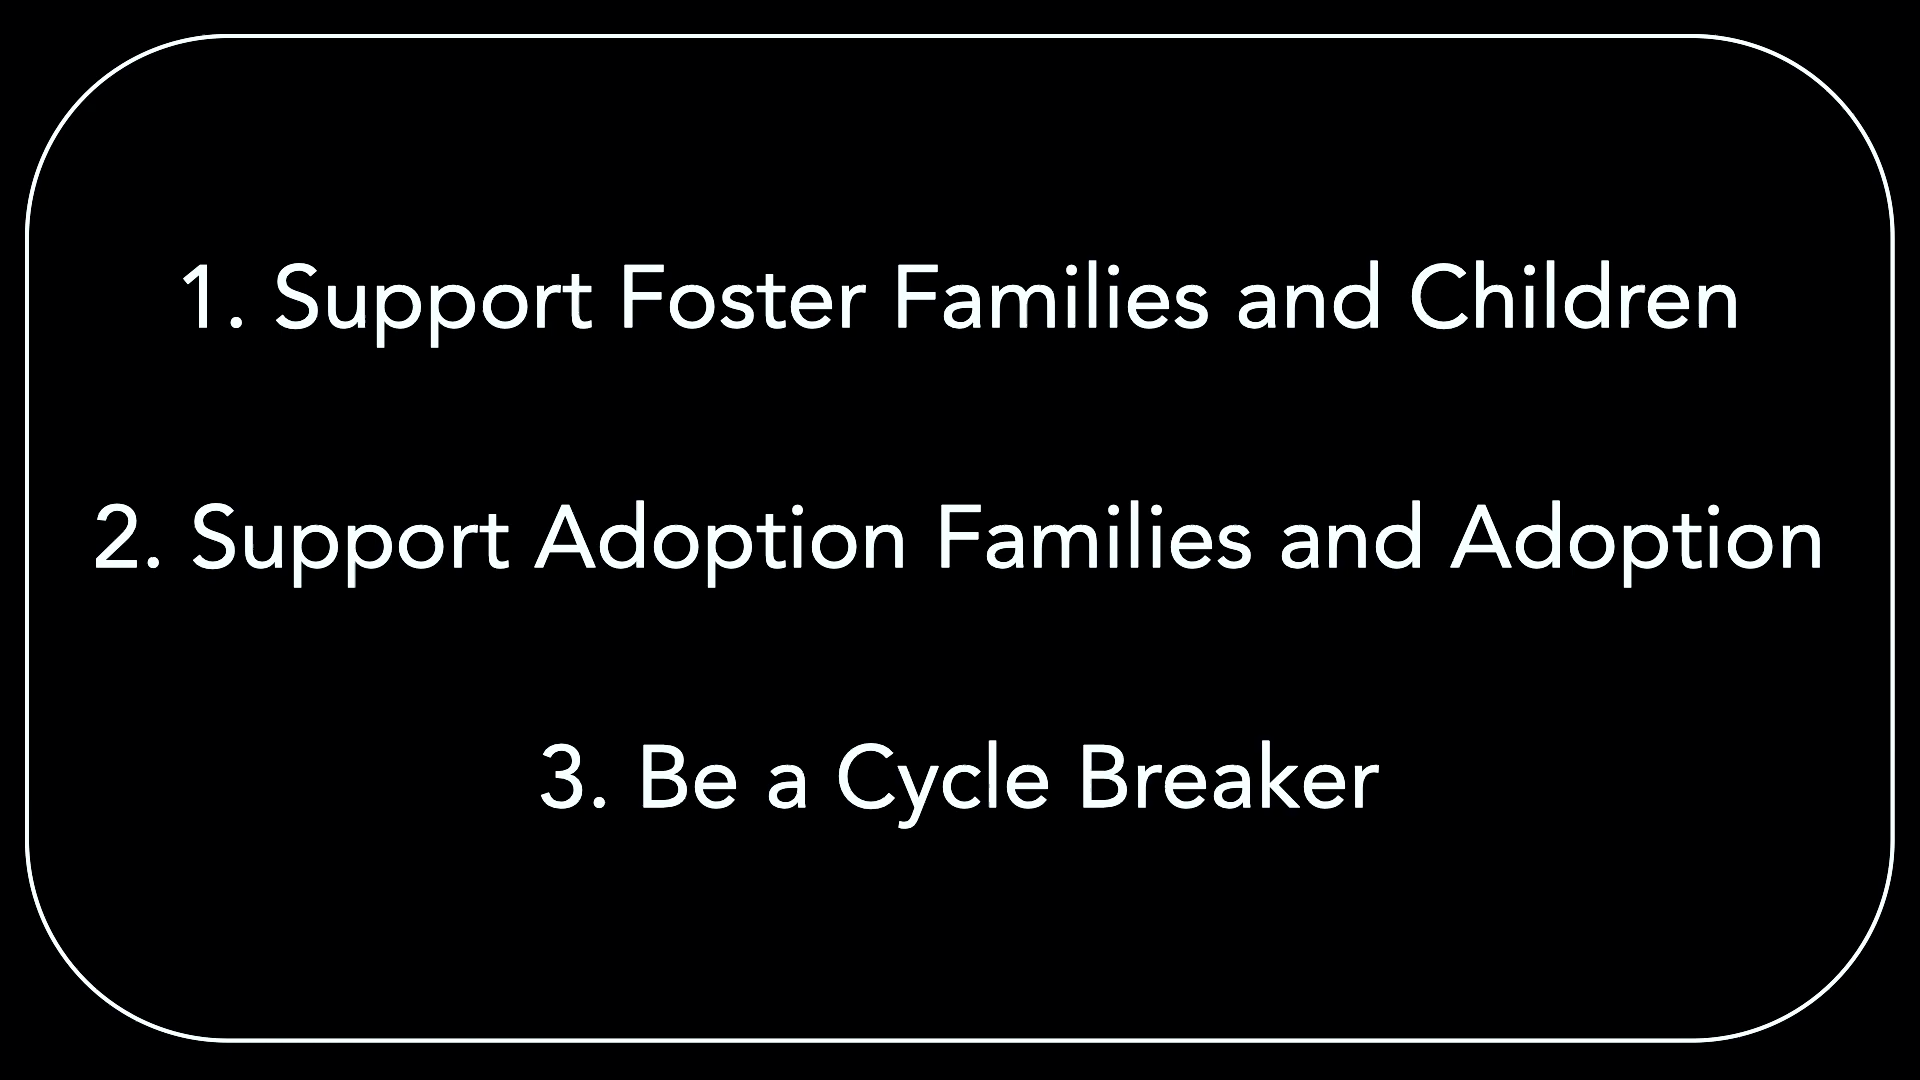 1. Support Foster Families and Children
2. Support Adoption Families and Adoption
3. Be a Cycle Breaker